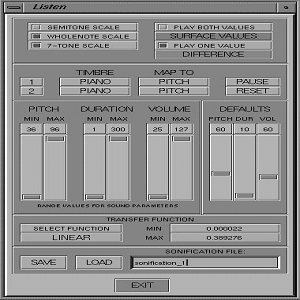 Listen
SEMITONE SCALE
PLAY BOTH VALUES
WHOLENOTE SCALE
SURFACE VALUES
7-TONE SCALE
PLAY ONE VALUE
DIFFERENCE
TIMBRE
MAP TO
1
PIANO
PITCH
PAUSE
2
PIANO
PITCH
RESET
PITCH
DURATION
VOLUME
DEFAULTS
MIN MAX
MIN MAX
MIN MAX
PITCH DUR VOL
36 96
1 300
25 127
60 10 60
RANGE VALUES FOR SOUND PARAMETERS
TRANSFER FUNCTION
SELECT FUNCTION
MIN
0.000022
LINEAR
MAX
0.389276
SONIFICATION FILE:
SAVE
LOAD
sonification_1
EXIT